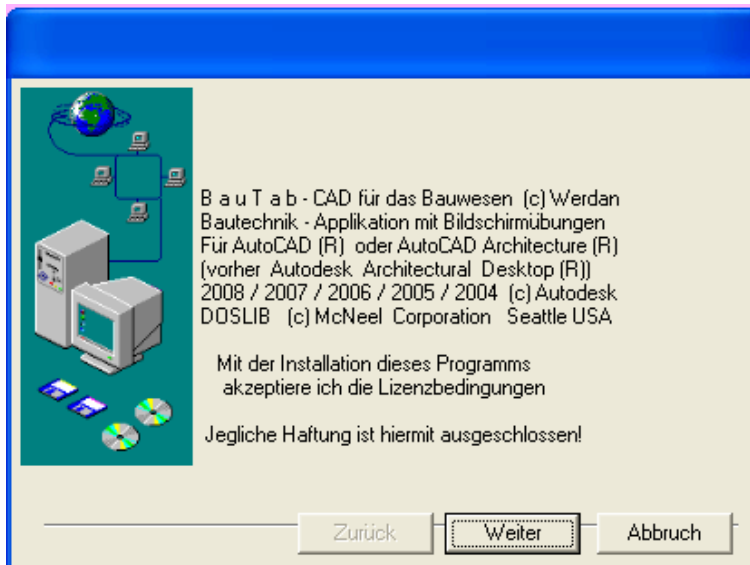 B a u T a b - CAD für das Bauwesen (c) Werdan
Bautechnik - Applikation mit Bildschirmübungen
Für AutoCAD (R) oder AutoCAD Architecture (R)
(vorher Autodesk Architectural Desktop (R))
2008 / 2007 / 2006 / 2005 / 2004 (c) Autodesk
DOSLIB (c) McNeel Corporation Seattle USA
Mit der Installation dieses Programms
akzeptiere ich die Lizenzbedingungen
Jegliche Haftung ist hiermit ausgeschlossen!
Zurück Weiter Abbruch